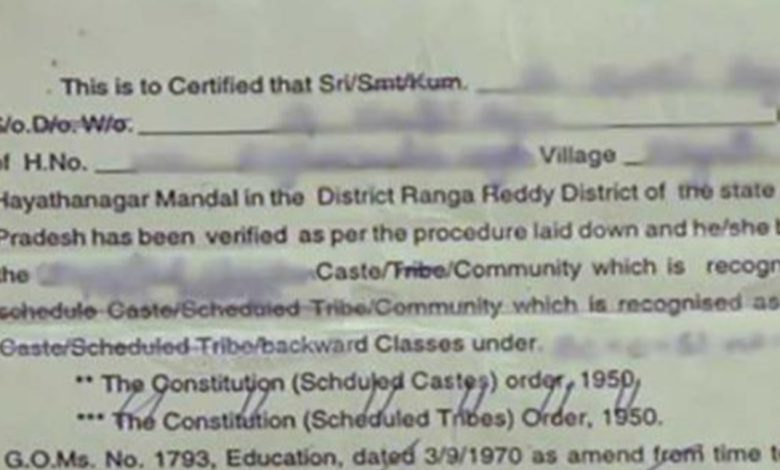 This is to Certified that Sri/Smt/Kum.
S/o.D/o.W/o.
of H.No. Village
Hayathanagar Mandal in the District Ranga Reddy District of the state
Pradesh has been verified as per the procedure laid down and he/she
the Caste/Tribe/Community which is recogn
schedule Caste/Scheduled Tribe/Community which is recognised as
Caste/Scheduled Tribe/backward Classes under.
** The Constitution (Schduled Castes) order, 1950,
*** The Constitution (Scheduled Tribes) Order, 1950.
G.O.Ms. No. 1793, Education, dated 3/9/1970 as amend from time